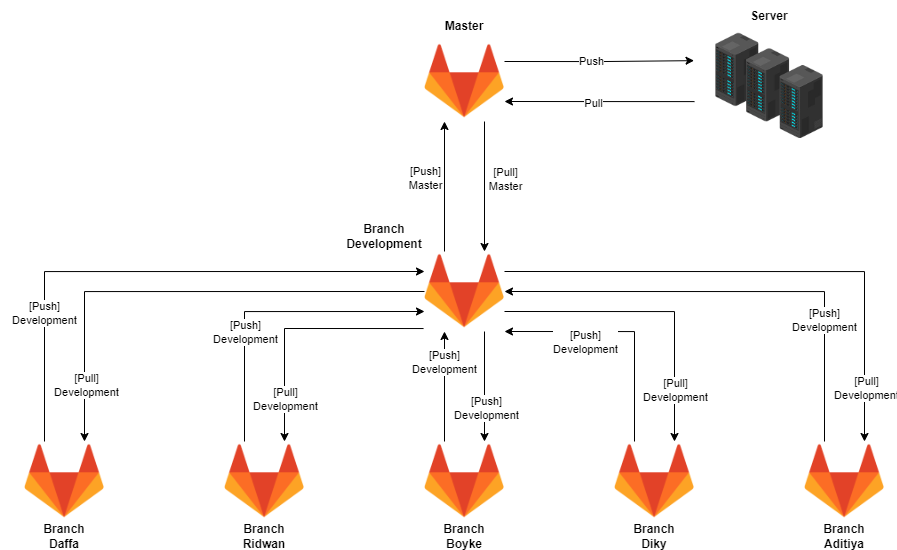 Master
Server
Push
Pull
[Push]
Master
[Pull]
Master
Branch
Development
[Push]
Development
[Pull]
Development
[Push]
Development
[Pull]
Development
[Push]
Development
[Push]
Development
[Push]
Development
[Pull]
Development
[Push]
Development
[Pull]
Development
Branch
Daffa
Branch
Ridwan
Branch
Boyke
Branch
Diky
Branch
Aditiya